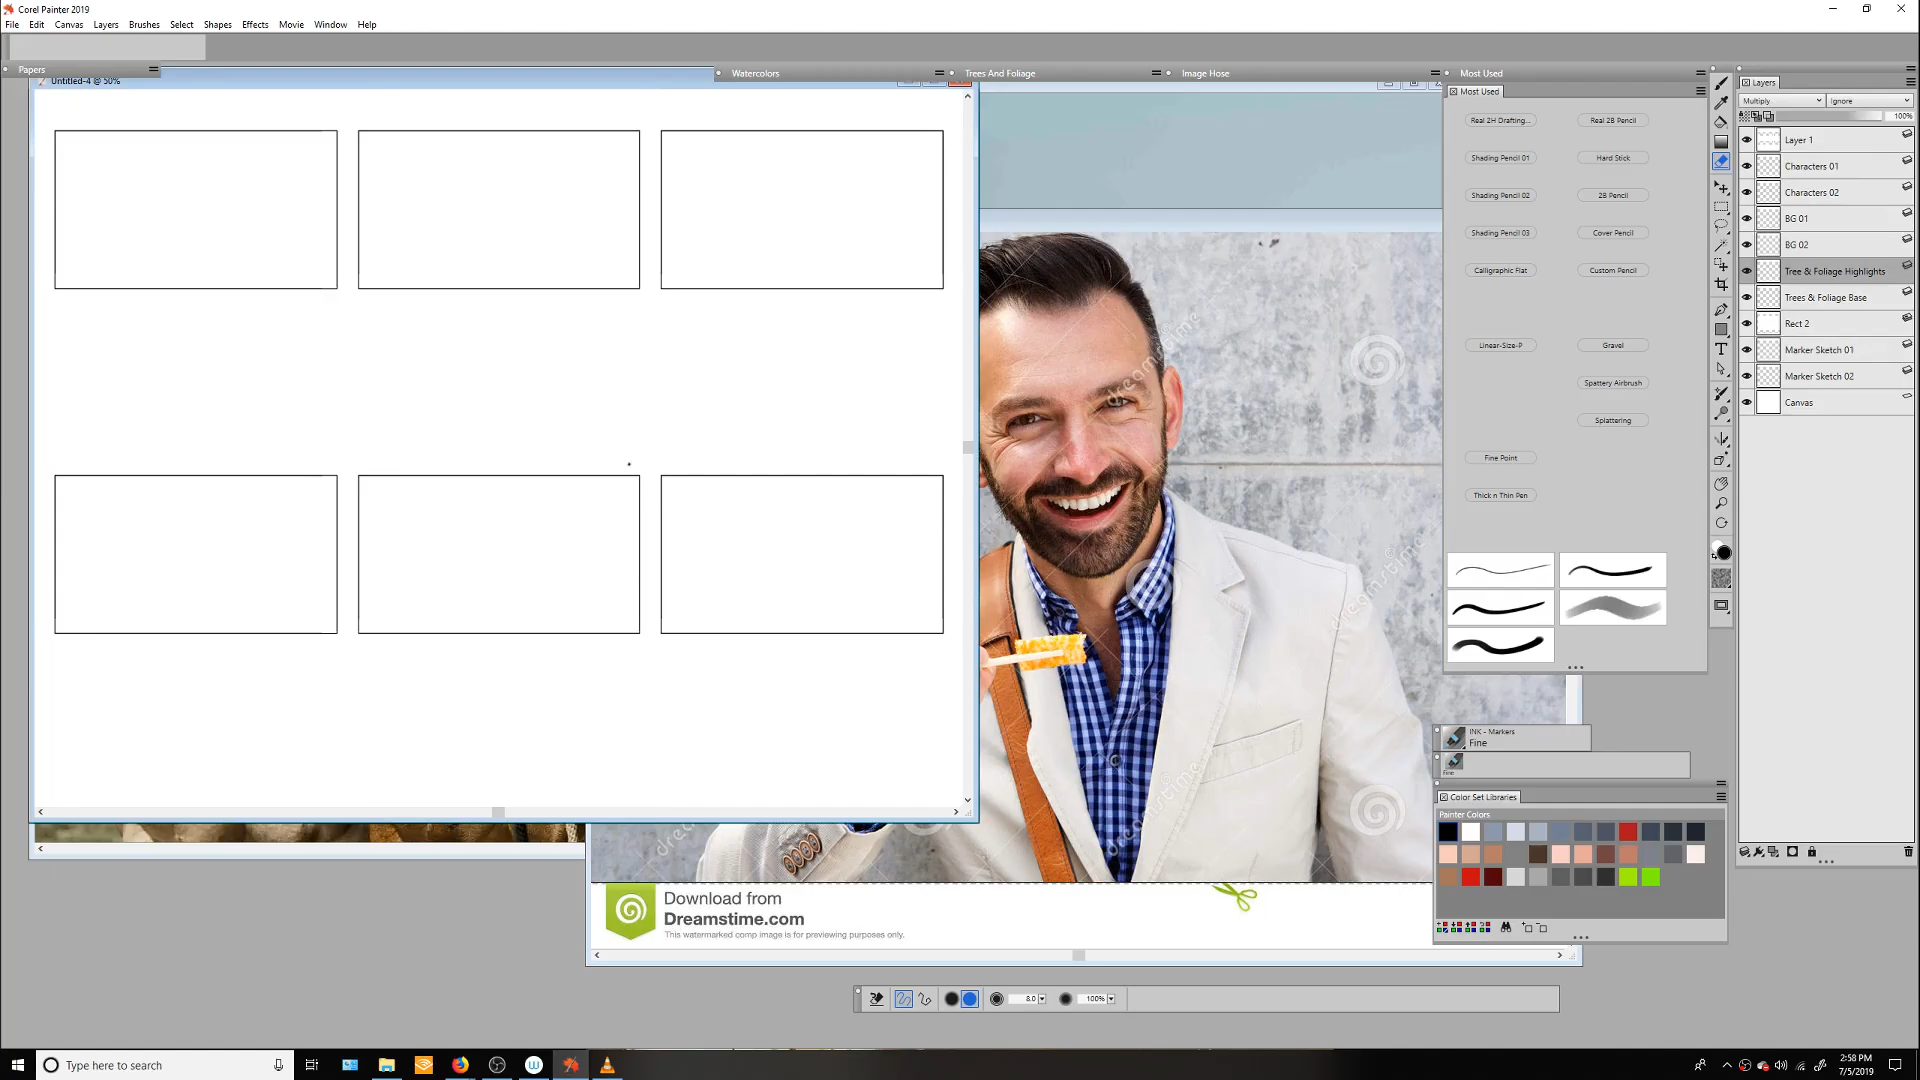 Corel Painter 2019
File Edit Canvas Layers Brushes Select Shapes Effects Movie Window Help
Papers
Untitled-4 @ 50%
Watercolors
Trees And Foliage
Image Hose
Most Used
Most Used
Real 2H Drafting...
Real 2B Pencil
Shading Pencil 01
Hard Stick
Shading Pencil 02
2B Pencil
Shading Pencil 03
Cover Pencil
Calligraphic Flat
Custom Pencil
Linear-Size-P
Gravel
Spattery Airbrush
Splattering
Fine Point
Thick n Thin Pen
Layers
Multiply
Ignore
100%
Layer 1
Characters 01
Characters 02
BG 01
BG 02
Tree & Foliage Highlights
Trees & Foliage Base
Rect 2
Marker Sketch 01
Marker Sketch 02
Canvas
INK - Markers
Fine
Fine
Color Set Libraries
Painter Colors
dreamstime
dreamstime
dreamstime
Download from
Dreamstime.com
This watermarked comp image is for previewing purposes only.
8.0
100%
Type here to search
2:58 PM
7/5/2019